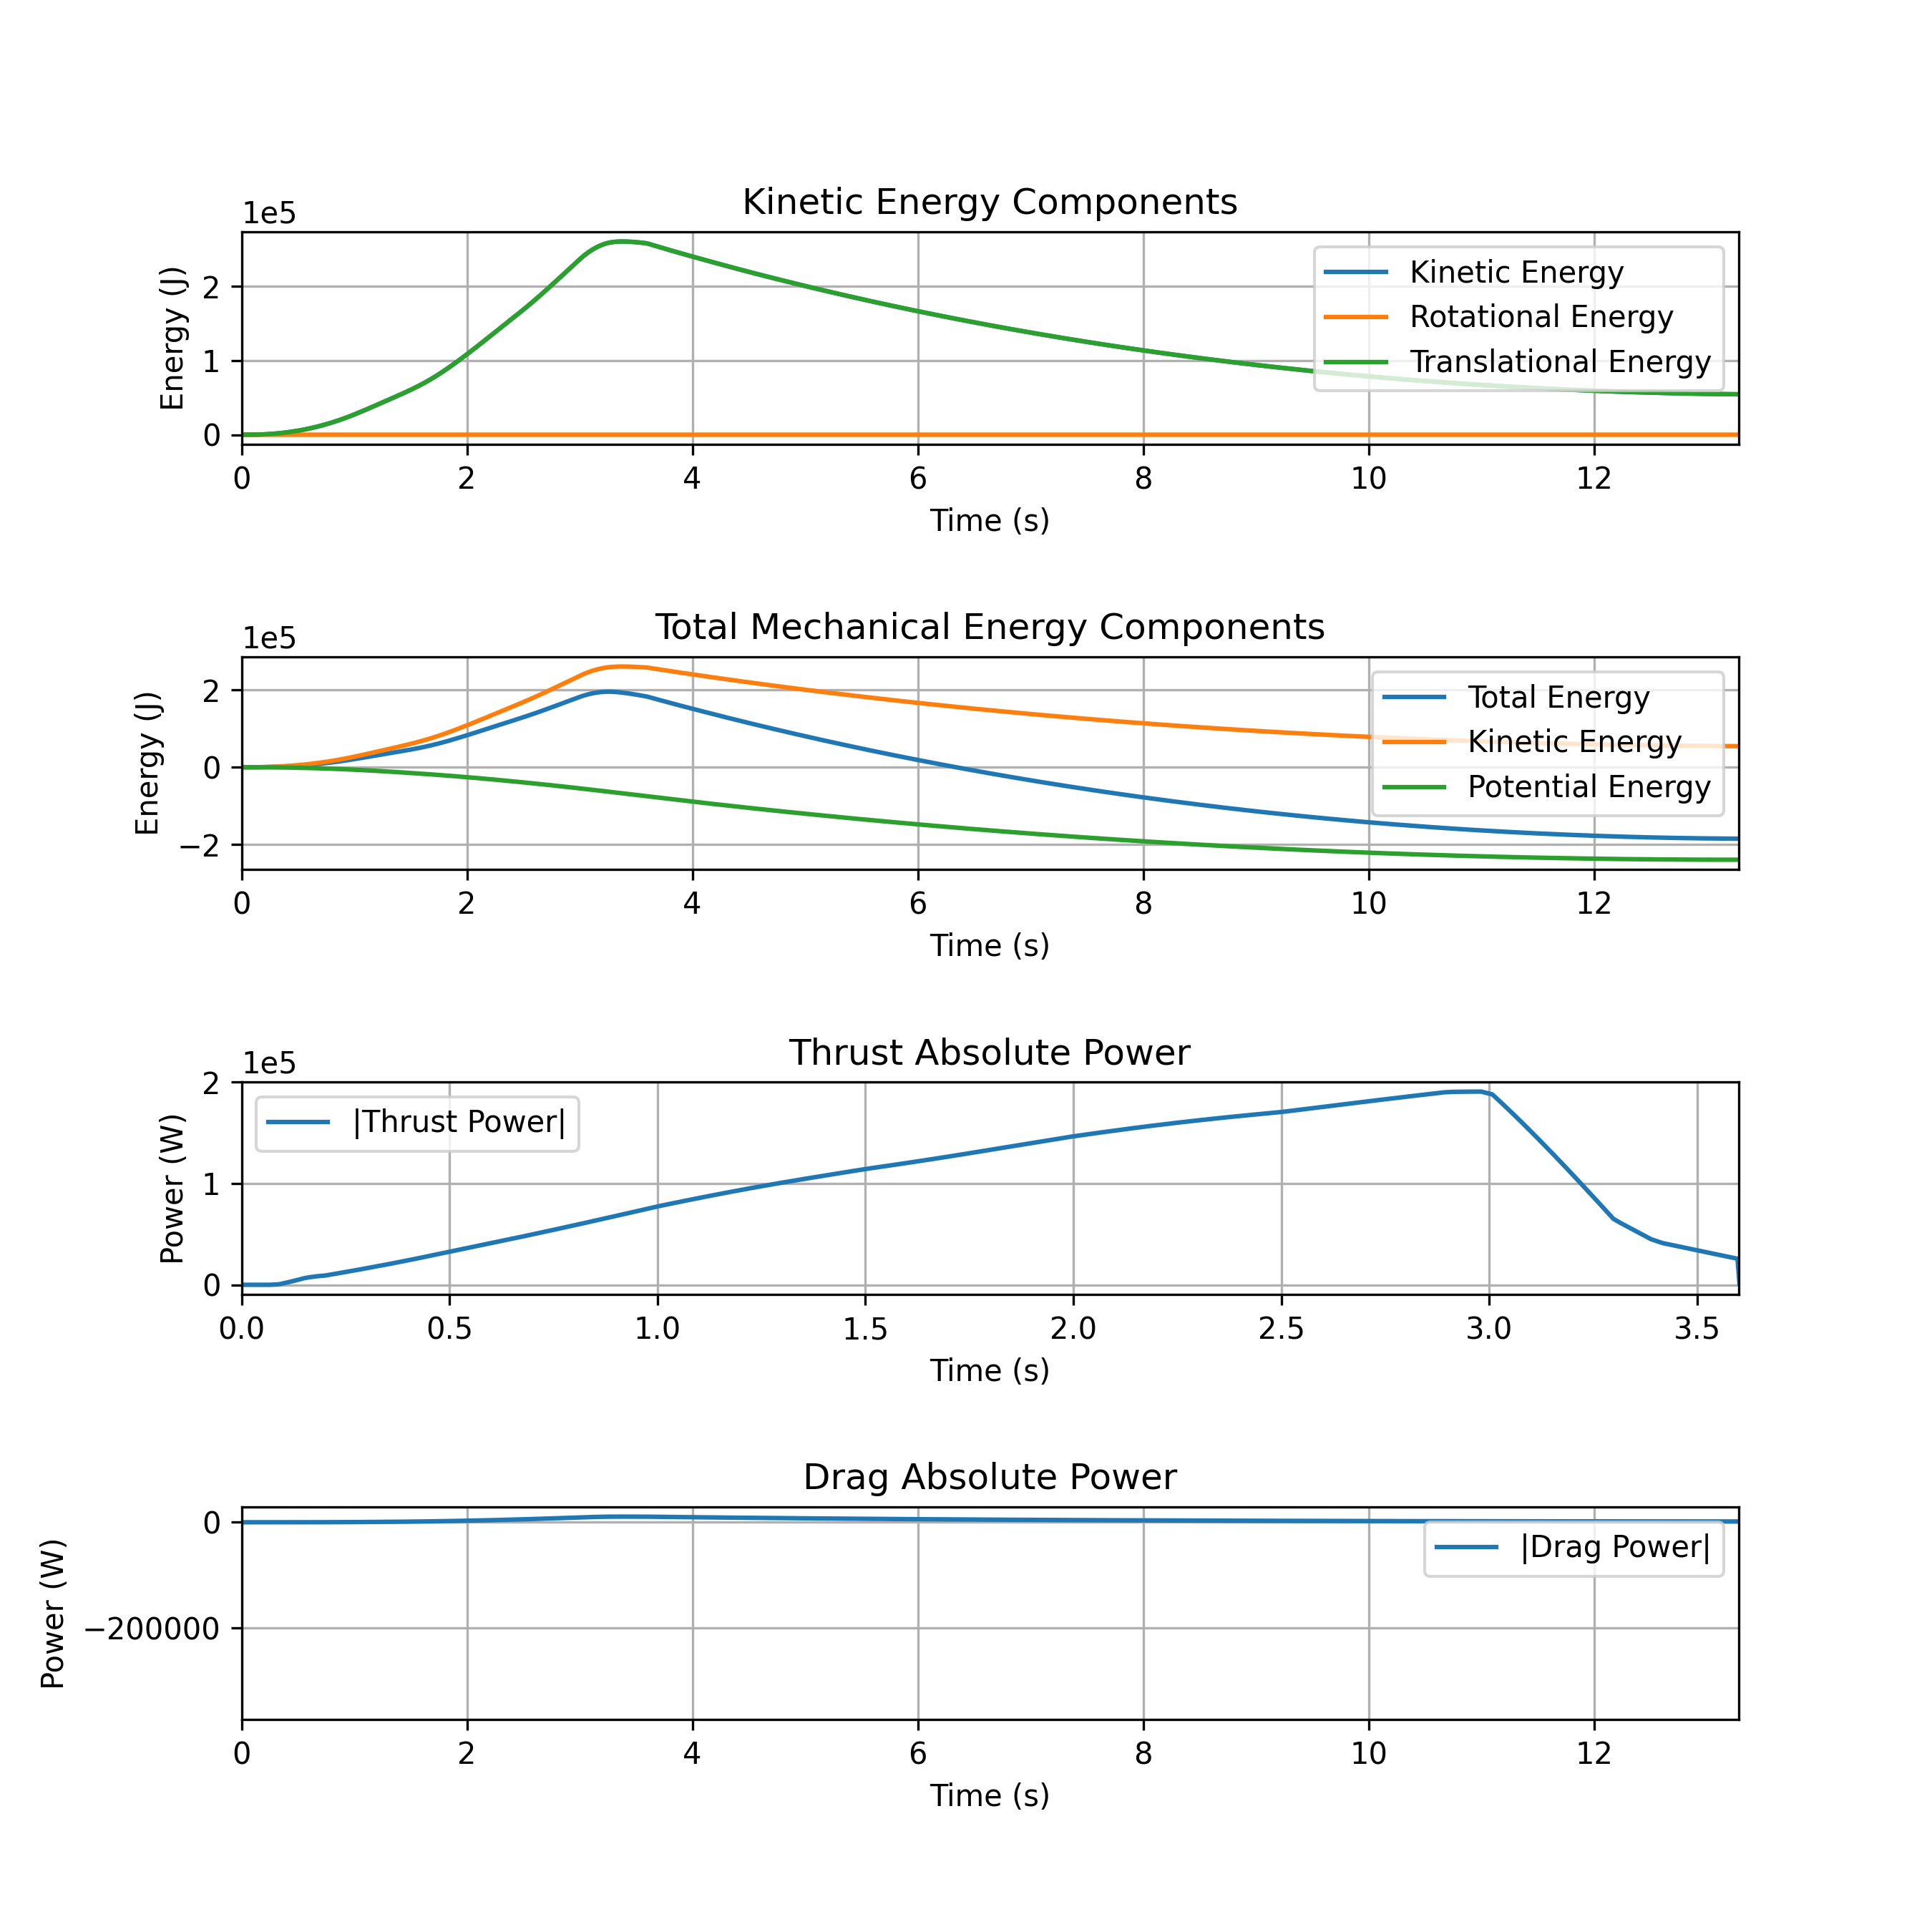 Kinetic Energy Components
1e5
Energy (J)
2
1
0
Kinetic Energy
Rotational Energy
Translational Energy
0 2 4 6 8 10 12
Time (s)
Total Mechanical Energy Components
1e5
Energy (J)
2
0
−2
Total Energy
Kinetic Energy
Potential Energy
0 2 4 6 8 10 12
Time (s)
Thrust Absolute Power
1e5
Power (W)
2
1
0
|Thrust Power|
0.0 0.5 1.0 1.5 2.0 2.5 3.0 3.5
Time (s)
Drag Absolute Power
Power (W)
0
−200000
|Drag Power|
0 2 4 6 8 10 12
Time (s)